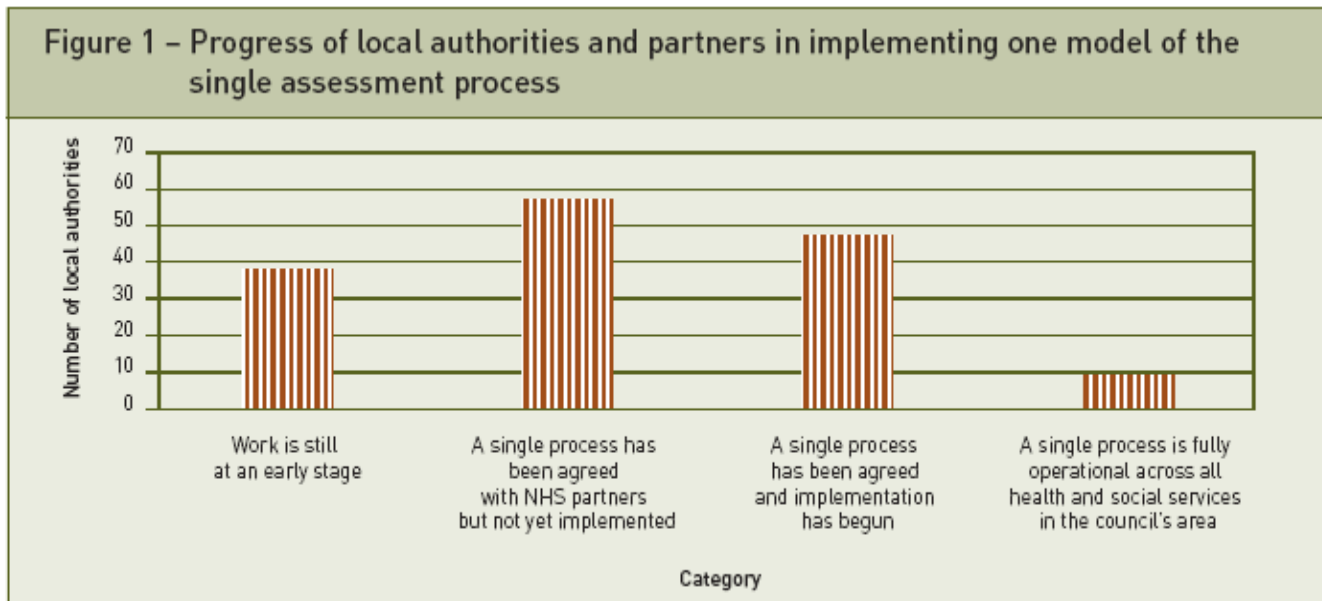 Figure 1 – Progress of local authorities and partners in implementing one model of the
single assessment process
Number of local authorities
70
60
50
40
30
20
10
0
Work is still
at an early stage
A single process has
been agreed
with NHS partners
but not yet implemented
A single process
has been agreed
and implementation
has begun
A single process is fully
operational across all
health and social services
in the council's area
Category